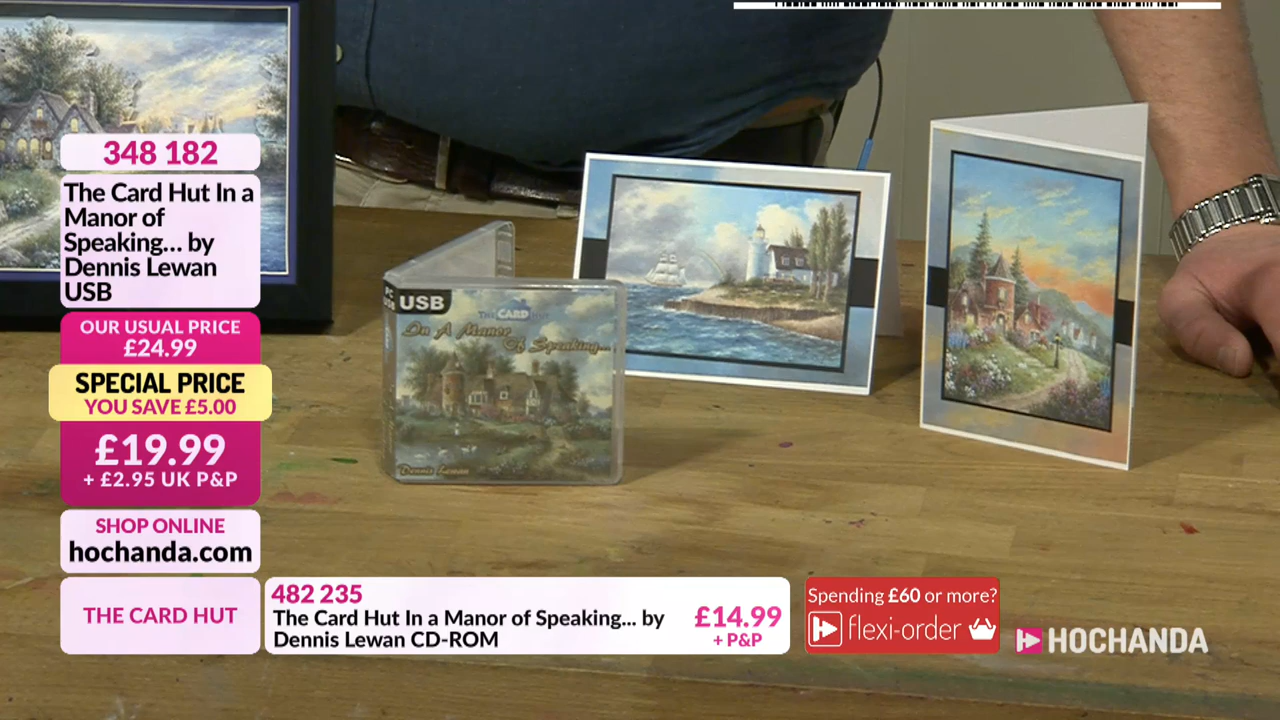 348 182
The Card Hut In a
Manor of
Speaking... by
Dennis Lewan
USB
OUR USUAL PRICE
£24.99
SPECIAL PRICE
YOU SAVE £5.00
£19.99
+ £2.95 UK P&P
SHOP ONLINE
hochanda.com
THE CARD HUT
482 235
The Card Hut In a Manor of Speaking... by
Dennis Lewan CD-ROM
£14.99
+ P&P
Spending £60 or more?
flexi-order
HOCHANDA
USB
THE CARD HUT
In A Manor
Of Speaking...
Dennis Lewan